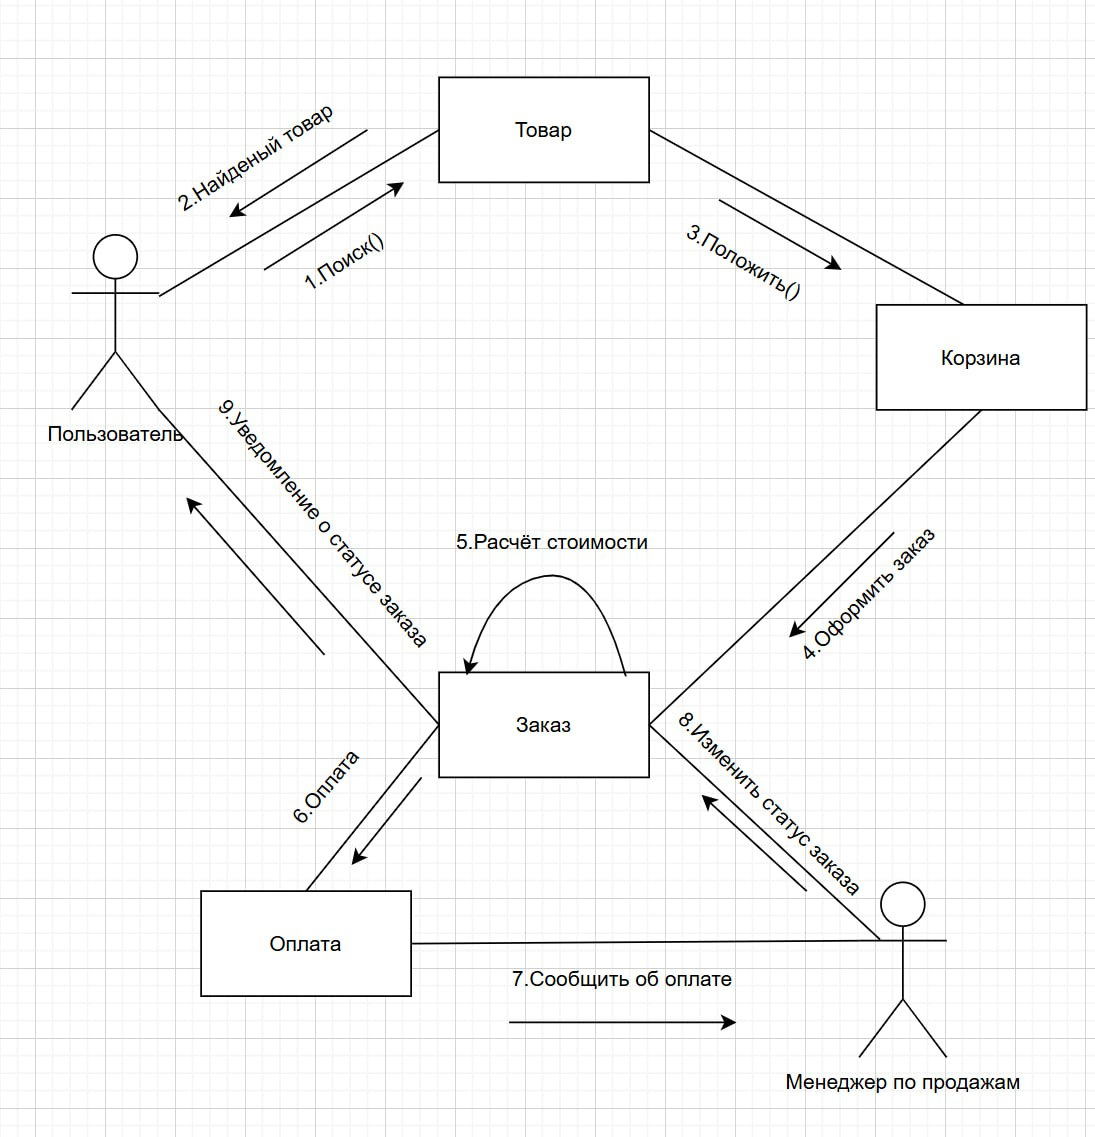 Товар
2.Найденый товар
1.Поиск()
3.Положить()
Корзина
Пользователь
9.Уведомление о статусе заказа
5.Расчёт стоимости
4.Оформить заказ
Заказ
8.Изменить статус заказа
6.Оплата
Оплата
7.Сообщить об оплате
Менеджер по продажам